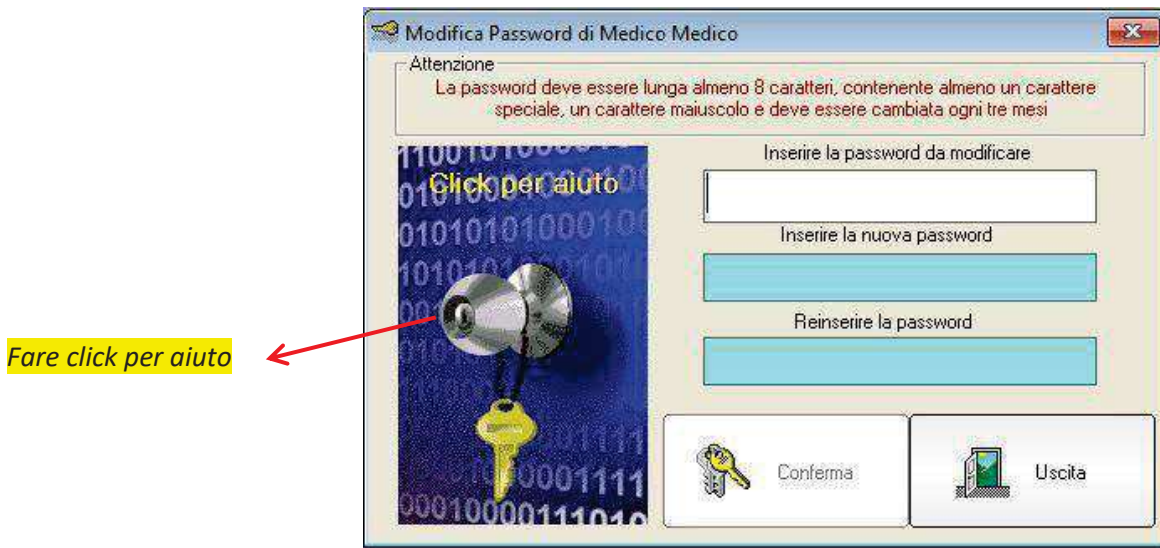 Modifica Password di Medico Medico
Attenzione
La password deve essere lunga almeno 8 caratteri, contenente almeno un carattere
speciale, un carattere maiuscolo e deve essere cambiata ogni tre mesi
Click per aiuto
Inserire la password da modificare
Inserire la nuova password
Reinserire la password
Fare click per aiuto
Conferma
Uscita